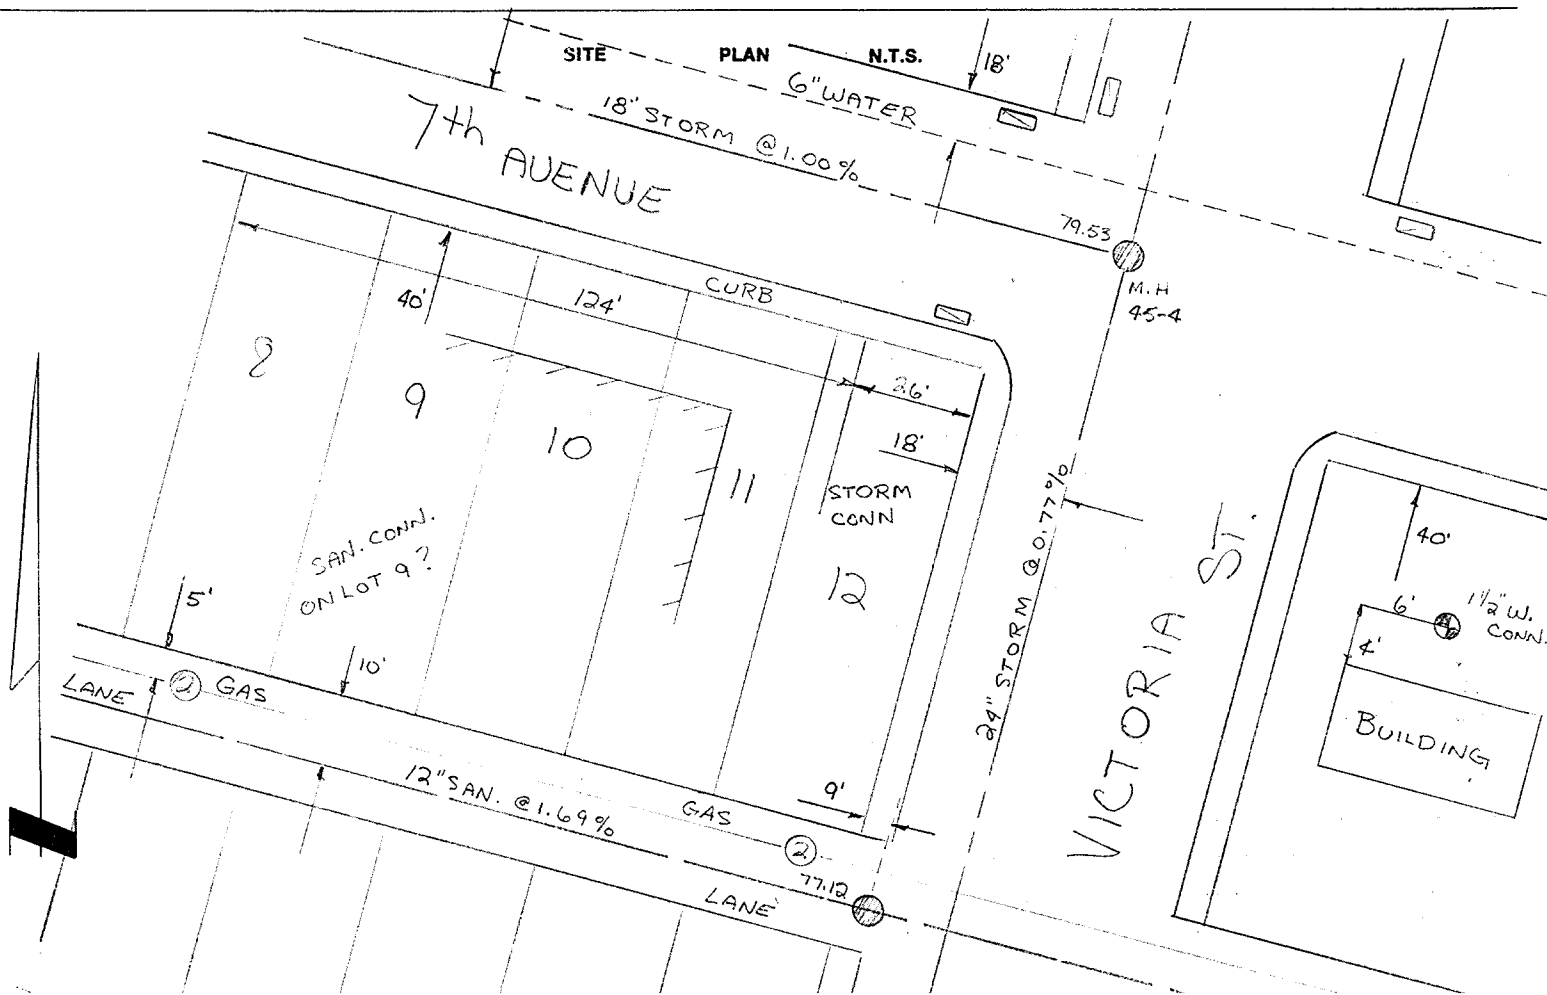 SITE PLAN N.T.S.
18'
6" WATER
18" STORM @ 1.00%
7th
AVENUE
79.53
M.H
45-4
CURB
40'
124'
26'
18'
8
9
10
11
12
STORM
CONN
SAN. CONN.
ON LOT 9?
24" STORM @ 0.77%
VICTORIA ST.
40'
6'
1 1/2" W.
CONN.
4'
BUILDING
5'
10'
2 GAS
LANE
12" SAN. @ 1.69%
GAS
2
9'
77.12
LANE